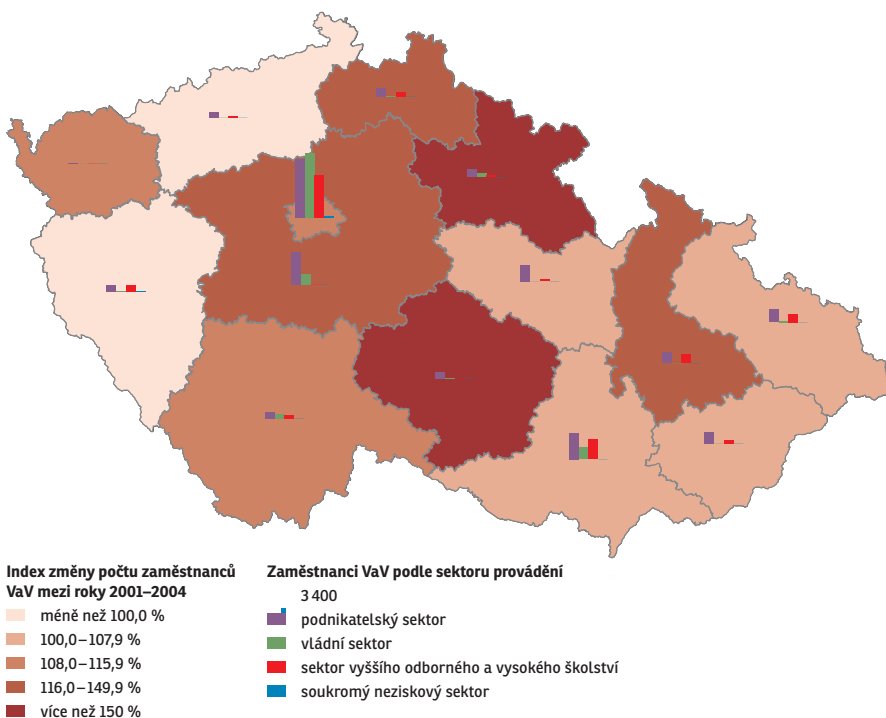 Index změny počtu zaměstnanců
VaV mezi roky 2001–2004
méně než 100,0 %
100,0–107,9 %
108,0–115,9 %
116,0–149,9 %
více než 150 %
Zaměstnanci VaV podle sektoru provádění
3 400
podnikatelský sektor
vládní sektor
sektor vyššího odborného a vysokého školství
soukromý neziskový sektor